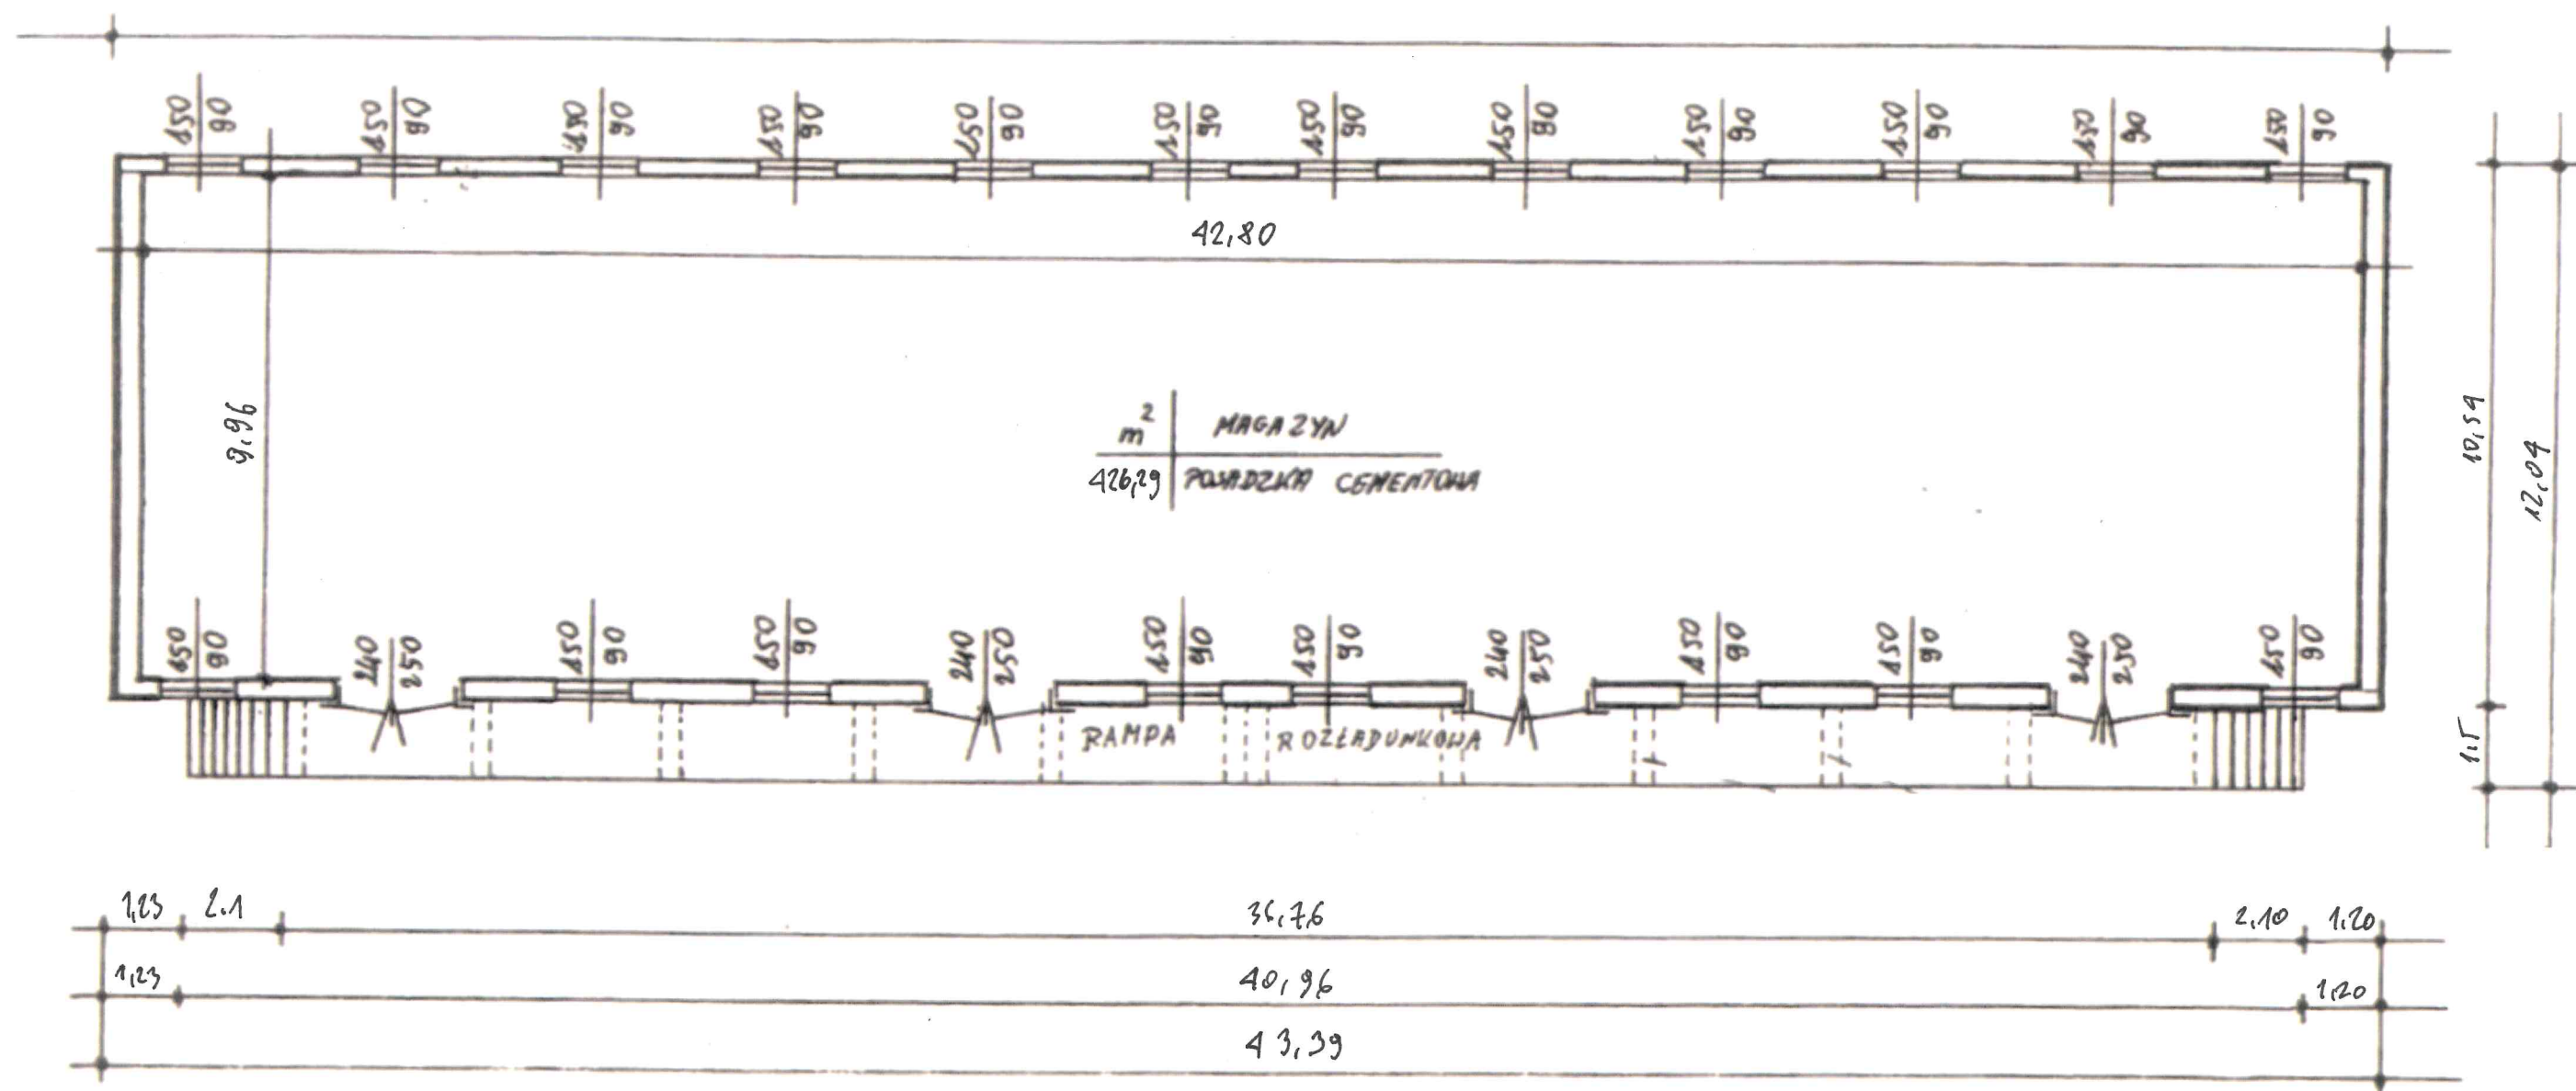 150 90 150 90 150 90 150 90 150 90 150 90 150 90 150 90 150 90 150 90 150 90 150 90
42,80
9,96
m² MAGAZYN
426,29 POSADZKA CEMENTOWA
10,54
12,04
150 90 240 250 150 90 150 90 240 250 150 90 150 90 240 250 150 90 150 90 240 250 150 90
RAMPA ROZŁADUNKOWA
1,5
1,23 2,1 36,76 2,10 1,20
1,23 40,96 1,20
43,39